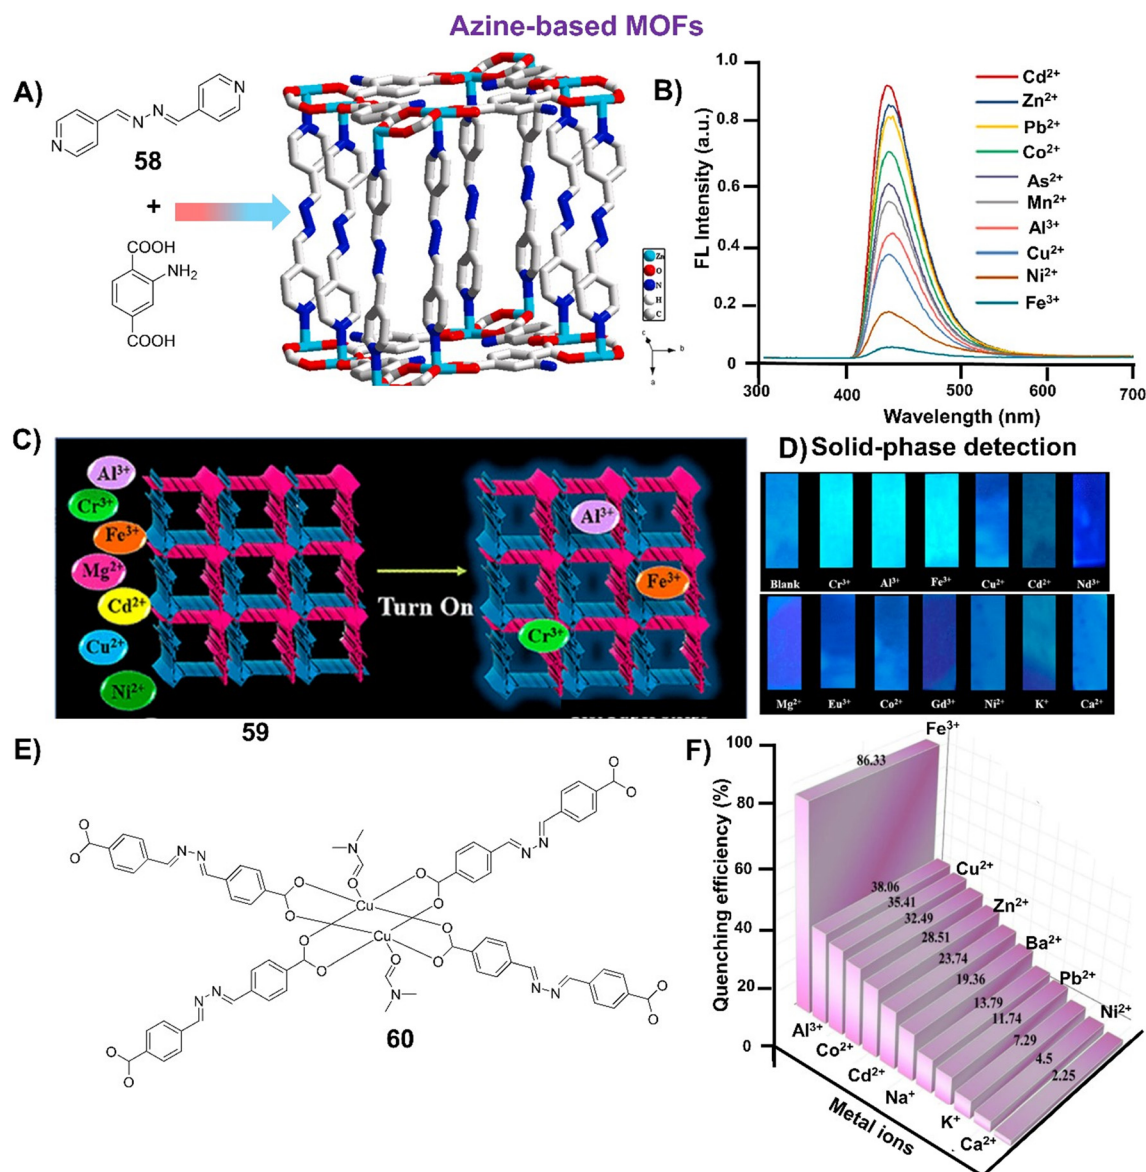 Azine-based MOFs
A)
N
N
N
N
58
+
COOH
NH₂
COOH
Zn
O
N
H
C
c
b
a
B)
FL Intensity (a.u.)
1.0
0.8
0.6
0.4
0.2
0
300
400
500
600
700
Wavelength (nm)
Cd²⁺
Zn²⁺
Pb²⁺
Co²⁺
As²⁺
Mn²⁺
Al³⁺
Cu²⁺
Ni²⁺
Fe³⁺
C)
Al³⁺
Cr³⁺
Fe³⁺
Mg²⁺
Cd²⁺
Cu²⁺
Ni²⁺
Turn On
Al³⁺
Fe³⁺
Cr³⁺
59
D) Solid-phase detection
Blank Cr³⁺ Al³⁺ Fe³⁺ Cu²⁺ Cd²⁺ Nd³⁺
Mg²⁺ Eu³⁺ Co²⁺ Gd³⁺ Ni²⁺ K⁺ Ca²⁺
E)
O
O
N
N
O
O
N
O
Cu
O
O
N
N
O
O
O
O
Cu
O
O
O
N
N
N
O
O
N
N
O
O
60
F)
Quenching efficiency (%)
100
80
60
40
20
0
86.33
38.06
35.41
32.49
28.51
23.74
19.36
13.79
11.74
7.29
4.5
2.25
Fe³⁺
Cu²⁺
Zn²⁺
Ba²⁺
Pb²⁺
Ni²⁺
Al³⁺
Co²⁺
Cd²⁺
Na⁺
K⁺
Ca²⁺
Metal ions